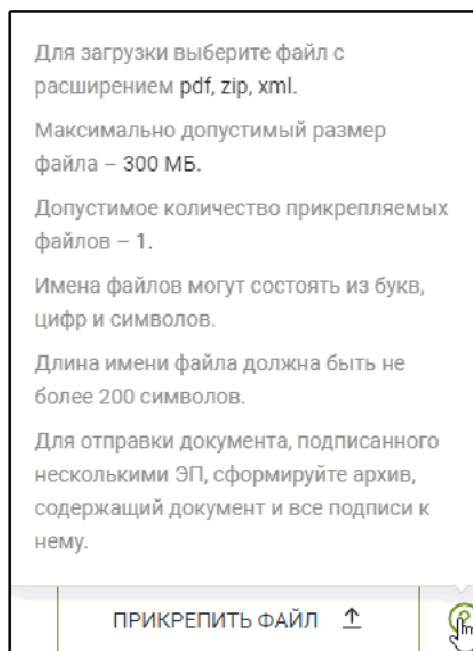 Для загрузки выберите файл с
расширением pdf, zip, xml.
Максимально допустимый размер
файла – 300 МБ.
Допустимое количество прикрепляемых
файлов – 1.
Имена файлов могут состоять из букв,
цифр и символов.
Длина имени файла должна быть не
более 200 символов.
Для отправки документа, подписанного
несколькими ЭП, сформируйте архив,
содержащий документ и все подписи к
нему.
ПРИКРЕПИТЬ ФАЙЛ